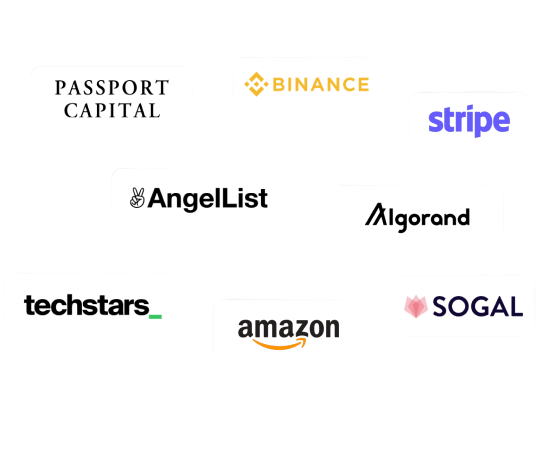 PASSPORT
CAPITAL
BINANCE
stripe
AngelList
Algorand
techstars_
amazon
SOGAL